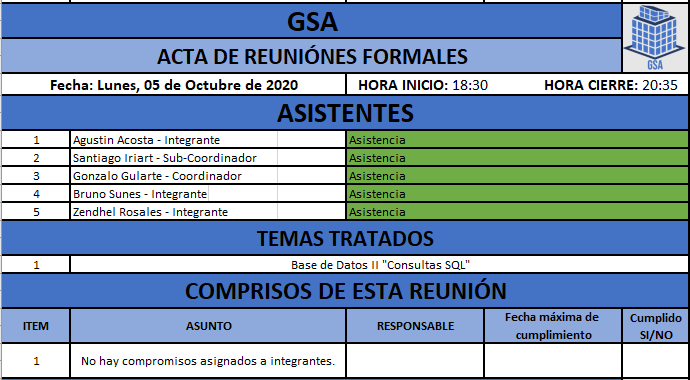 GSA
GSA
ACTA DE REUNIÓNES FORMALES
Fecha: Lunes, 05 de Octubre de 2020 HORA INICIO: 18:30 HORA CIERRE: 20:35
ASISTENTES
1 Agustin Acosta - Integrante Asistencia
2 Santiago Iriart - Sub-Coordinador Asistencia
3 Gonzalo Gularte - Coordinador Asistencia
4 Bruno Sunes - Integrante Asistencia
5 Zendhel Rosales - Integrante Asistencia
TEMAS TRATADOS
1 Base de Datos II "Consultas SQL"
COMPRISOS DE ESTA REUNIÓN
ITEM ASUNTO RESPONSABLE Fecha máxima de cumplimiento Cumplido SI/NO
1 No hay compromisos asignados a integrantes.